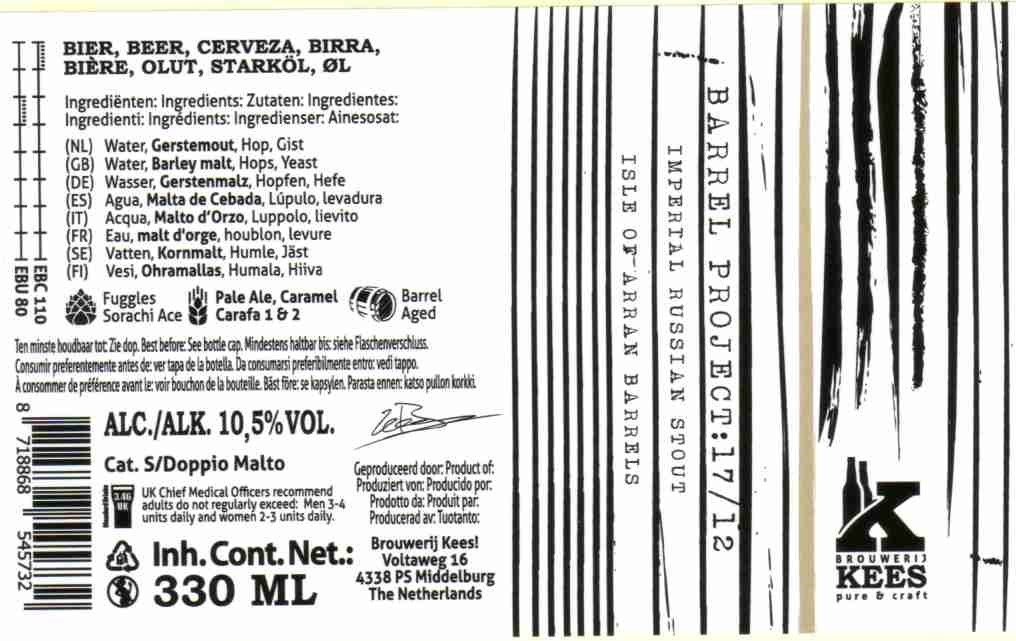 BIER, BEER, CERVEZA, BIRRA,
BIÈRE, OLUT, STARKÖL, ØL
Ingrediënten: Ingredients: Zutaten: Ingredientes:
Ingredienti: Ingrédients: Ingredienser: Ainesosat:
(NL) Water, Gerstemout, Hop, Gist
(GB) Water, Barley malt, Hops, Yeast
(DE) Wasser, Gerstenmalz, Hopfen, Hefe
(ES) Agua, Malta de Cebada, Lúpulo, levadura
(IT) Acqua, Malto d'Orzo, Luppolo, lievito
(FR) Eau, malt d'orge, houblon, levure
(SE) Vatten, Kornmalt, Humle, Jäst
(FI) Vesi, Ohramallas, Humala, Hiiva
EBU 80
EBC 110
Fuggles
Sorachi Ace
Pale Ale, Caramel
Carafa 1 & 2
Barrel
Aged
Ten minste houdbaar tot: Zie dop. Best before: See bottle cap. Mindestens haltbar bis: siehe Flaschenverschluss.
Consumir preferentemente antes de: ver tapa de la botella. Da consumarsi preferibilmente entro: vedi tappo.
À consommer de préférence avant le: voir bouchon de la bouteille. Bäst före: se kapsylen. Parasta ennen: katso pullon korkki.
8 718868 545732
ALC./ALK. 10,5% VOL.
Cat. S/Doppio Malto
3.46
UK
UK Chief Medical Officers recommend
adults do not regularly exceed: Men 3-4
units daily and women 2-3 units daily.
Inh. Cont. Net.:
330 ML
Geproduceerd door: Product of:
Produziert von: Producido por:
Prodotto da: Produit par:
Producerad av: Tuotanto:
Brouwerij Kees!
Voltaweg 16
4338 PS Middelburg
The Netherlands
BARREL PROJECT:17/12
IMPERIAL RUSSIAN STOUT
ISLE OF ARRAN BARRELS
K
BROUWERIJ
KEES
pure & craft